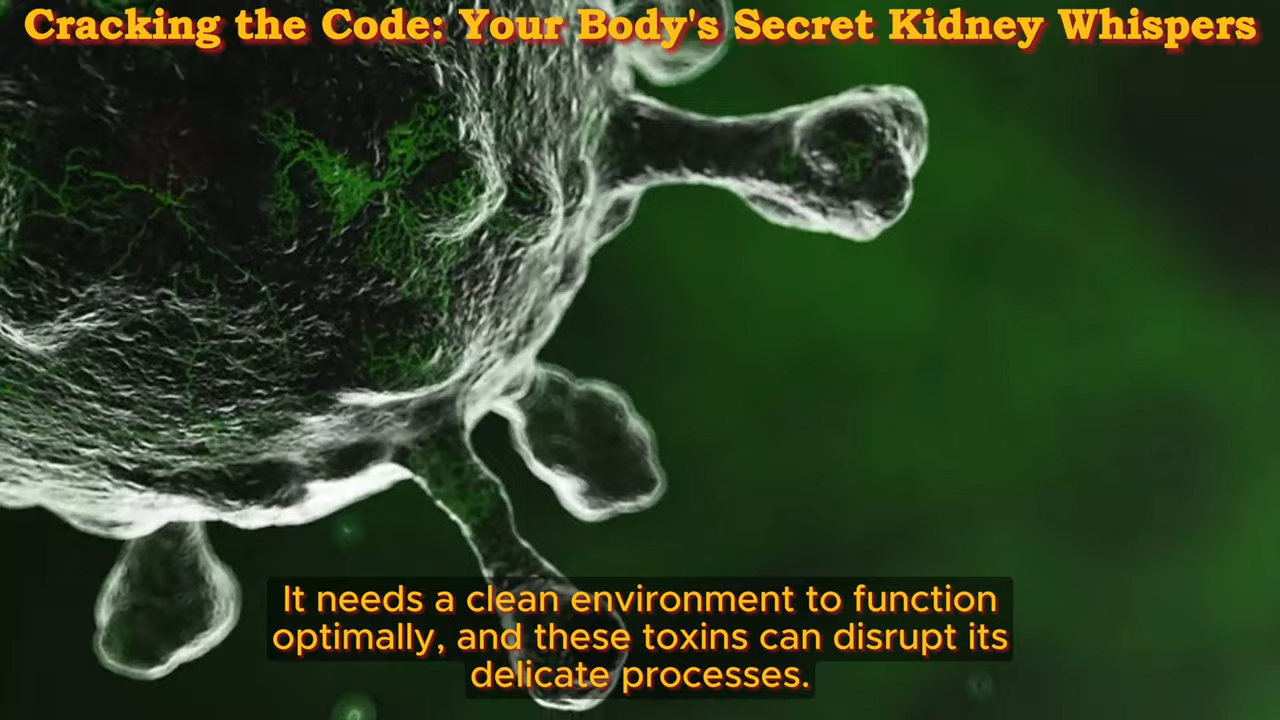 Cracking the Code: Your Body's Secret Kidney Whispers
It needs a clean environment to function
optimally, and these toxins can disrupt its
delicate processes.